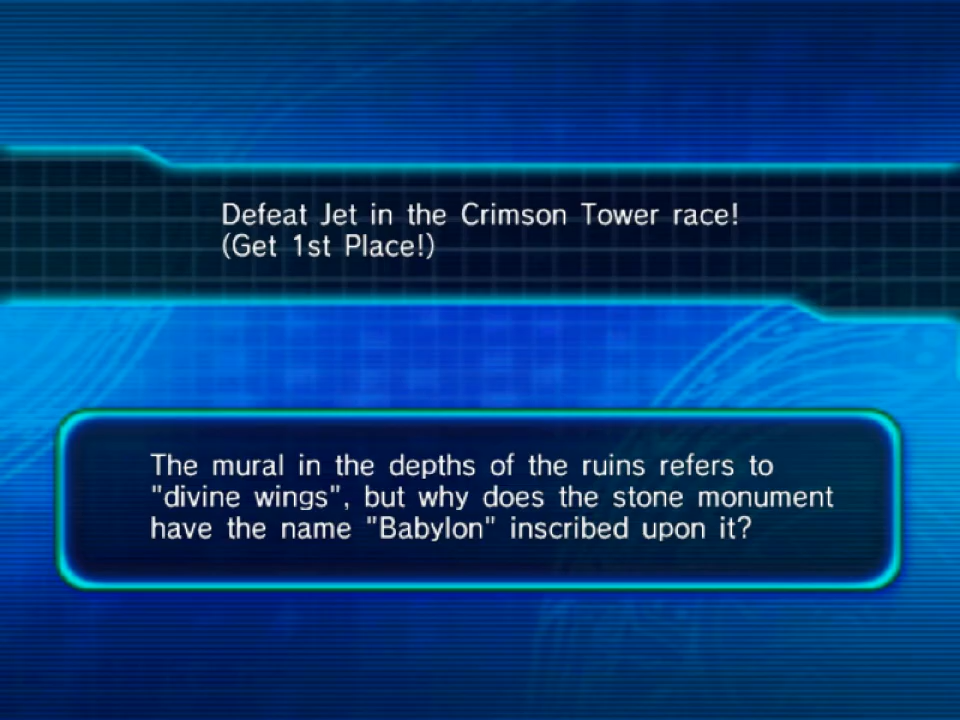 Defeat Jet in the Crimson Tower race!
(Get 1st Place!)
The mural in the depths of the ruins refers to
"divine wings", but why does the stone monument
have the name "Babylon" inscribed upon it?